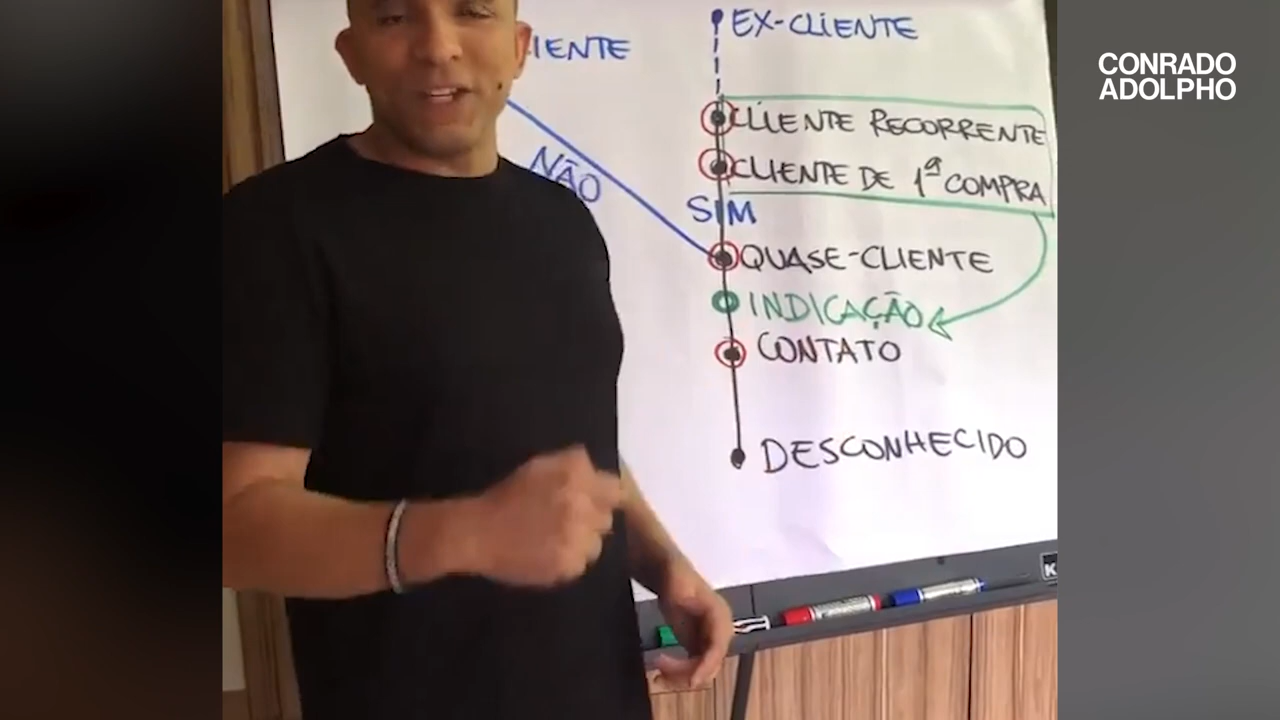 EX-CLIENTE
IENTE
CLIENTE RECORRENTE
CLIENTE DE 1ª COMPRA
NÃO
SIM
QUASE-CLIENTE
INDICAÇÃO
CONTATO
DESCONHECIDO
CONRADO
ADOLPHO